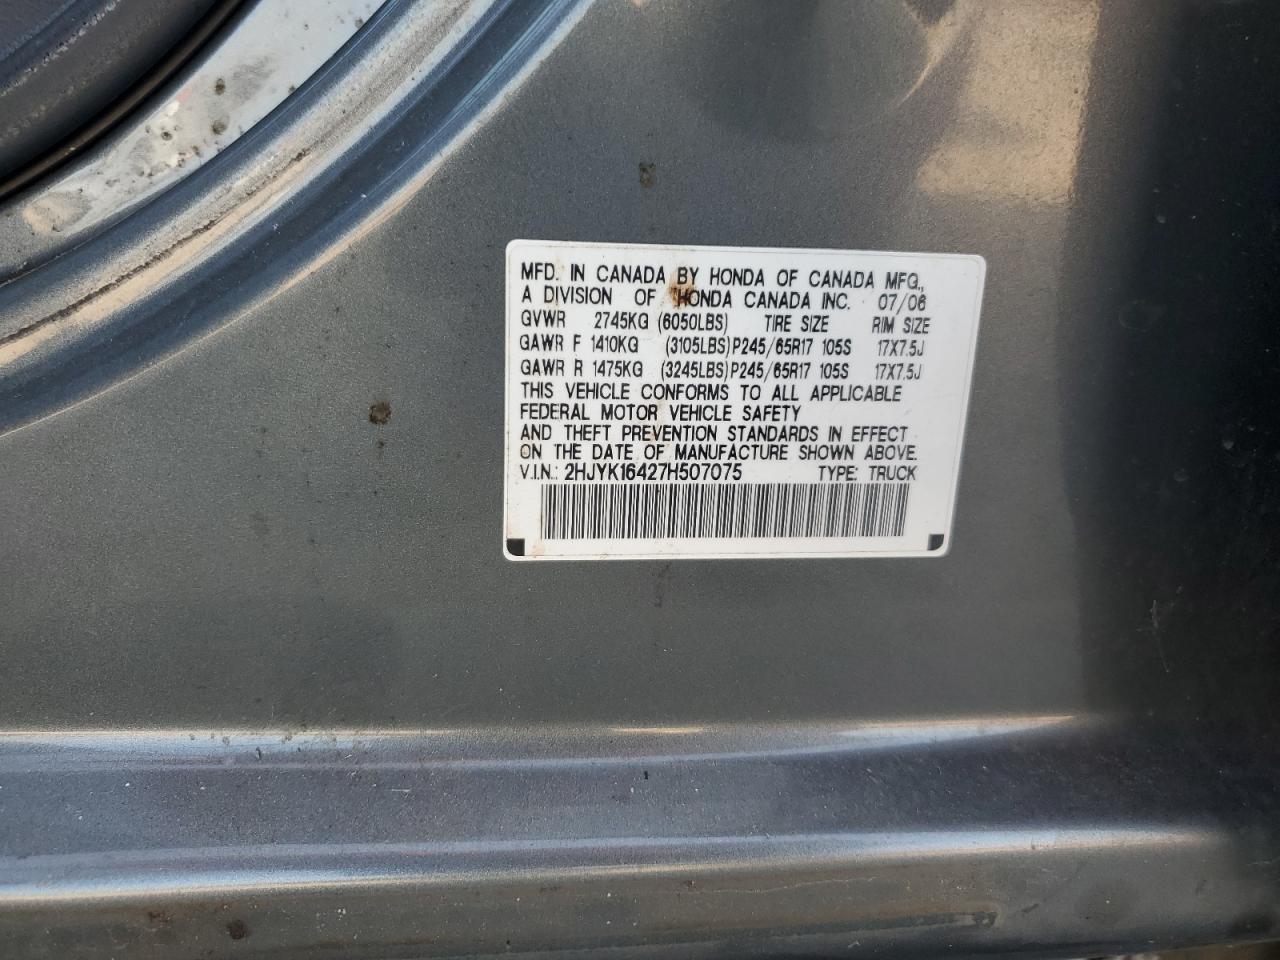 MFD. IN CANADA BY HONDA OF CANADA MFG.,
A DIVISION OF HONDA CANADA INC. 07/06
GVWR 2745KG (6050LBS) TIRE SIZE RIM SIZE
GAWR F 1410KG (3105LBS) P245/65R17 105S 17X7.5J
GAWR R 1475KG (3245LBS) P245/65R17 105S 17X7.5J
THIS VEHICLE CONFORMS TO ALL APPLICABLE
FEDERAL MOTOR VEHICLE SAFETY
AND THEFT PREVENTION STANDARDS IN EFFECT
ON THE DATE OF MANUFACTURE SHOWN ABOVE.
V.I.N.: 2HJYK16427H507075 TYPE: TRUCK